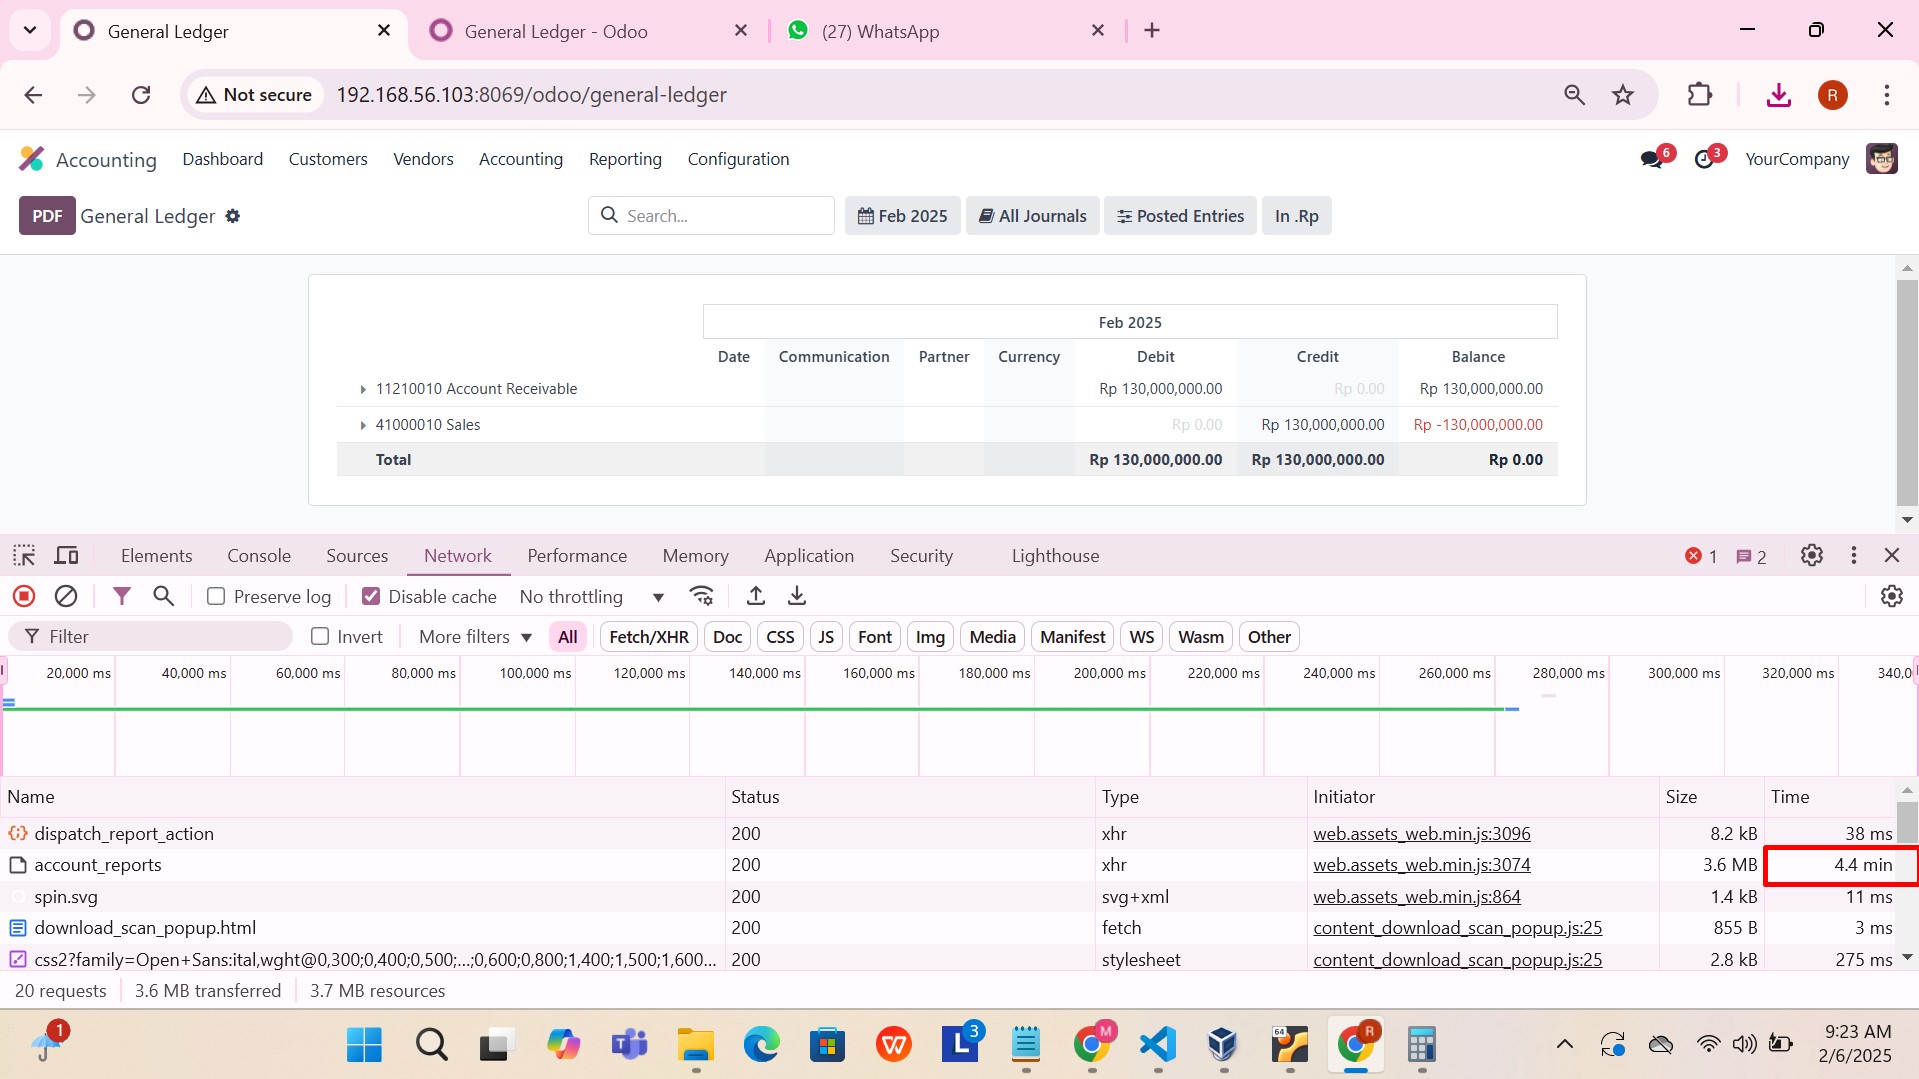 General Ledger
General Ledger - Odoo
(27) WhatsApp
Not secure
192.168.56.103:8069/odoo/general-ledger
R
Accounting
Dashboard
Customers
Vendors
Accounting
Reporting
Configuration
6
3
YourCompany
PDF
General Ledger
Search...
Feb 2025
All Journals
Posted Entries
In .Rp
Feb 2025
Date Communication Partner Currency Debit Credit Balance
11210010 Account Receivable Rp 130,000,000.00 Rp 0.00 Rp 130,000,000.00
41000010 Sales Rp 0.00 Rp 130,000,000.00 Rp -130,000,000.00
Total Rp 130,000,000.00 Rp 130,000,000.00 Rp 0.00
Elements Console Sources Network Performance Memory Application Security Lighthouse 1 2
Preserve log Disable cache No throttling
Filter Invert More filters All Fetch/XHR Doc CSS JS Font Img Media Manifest WS Wasm Other
20,000 ms 40,000 ms 60,000 ms 80,000 ms 100,000 ms 120,000 ms 140,000 ms 160,000 ms 180,000 ms 200,000 ms 220,000 ms 240,000 ms 260,000 ms 280,000 ms 300,000 ms 320,000 ms 340,0
Name Status Type Initiator Size Time
dispatch_report_action 200 xhr web.assets_web.min.js:3096 8.2 kB 38 ms
account_reports 200 xhr web.assets_web.min.js:3074 3.6 MB 4.4 min
spin.svg 200 svg+xml web.assets_web.min.js:864 1.4 kB 11 ms
download_scan_popup.html 200 fetch content_download_scan_popup.js:25 855 B 3 ms
css2?family=Open+Sans:ital,wght@0,300;0,400;0,500;...;0,600;0,800;1,400;1,500;1,600... 200 stylesheet content_download_scan_popup.js:25 2.8 kB 275 ms
20 requests 3.6 MB transferred 3.7 MB resources
1
W
L
3
M
64
R
9:23 AM
2/6/2025